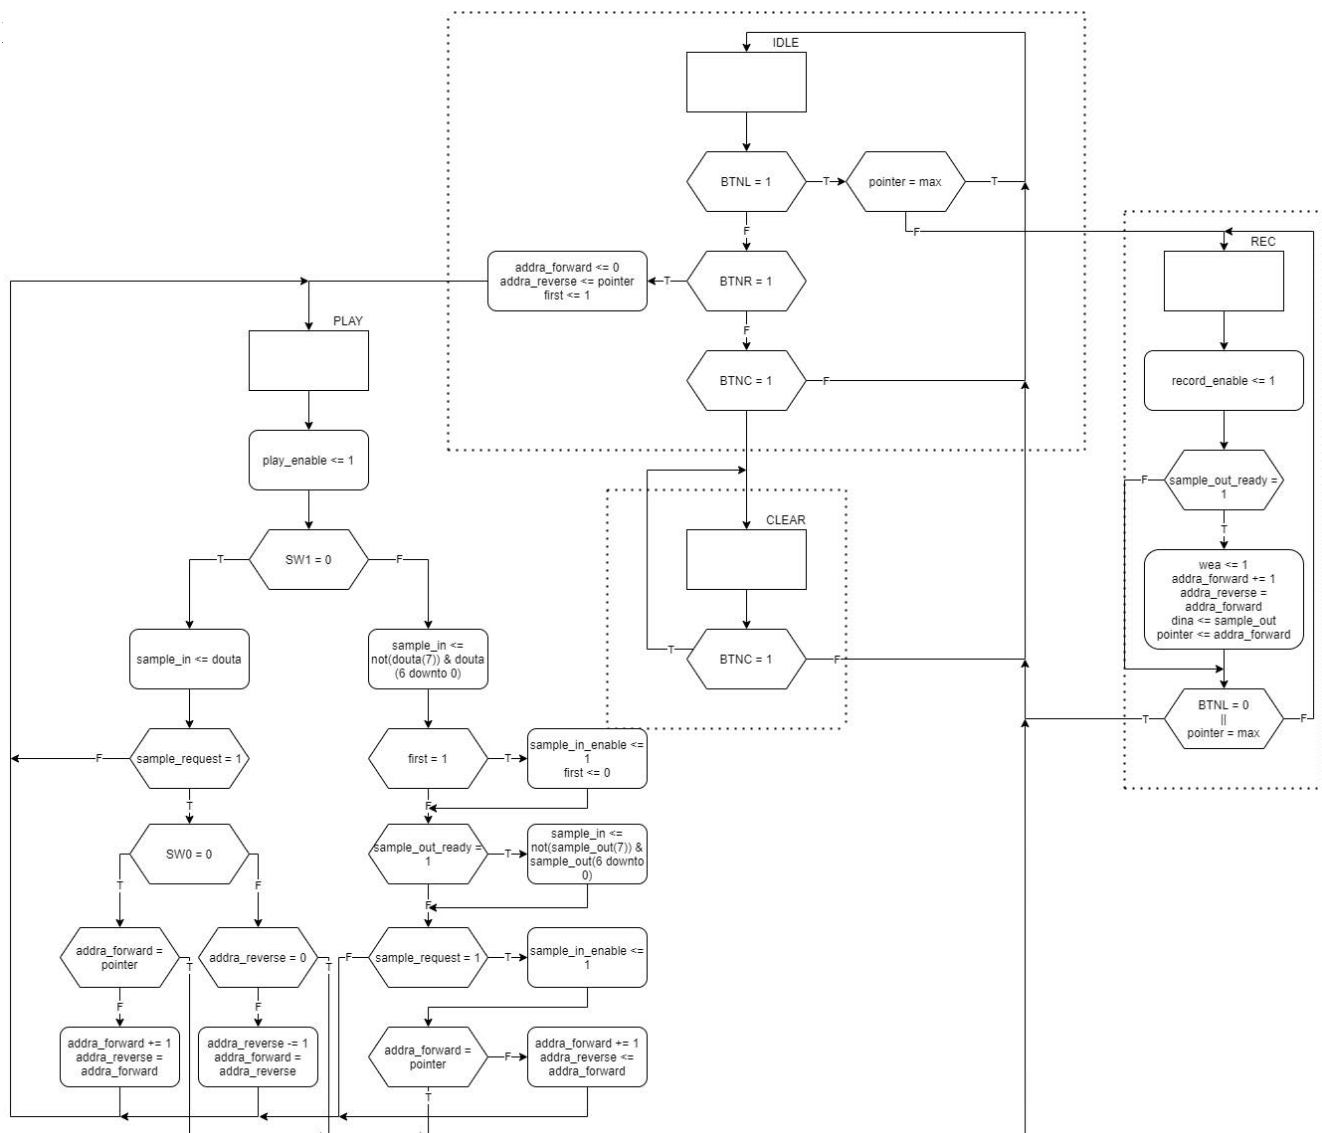 IDLE
BTNL = 1
T
pointer = max
T
F
F
REC
addra_forward <= 0
addra_reverse <= pointer
first <= 1
T
BTNR = 1
PLAY
F
BTNC = 1
F
record_enable <= 1
play_enable <= 1
F
sample_out_ready =
1
CLEAR
T
T
SW1 = 0
F
wea <= 1
addra_forward += 1
addra_reverse =
addra_forward
dina <= sample_out
pointer <= addra_forward
sample_in <= douta
sample_in <=
not(douta(7)) & douta
(6 downto 0)
T
BTNC = 1
F
T
BTNL = 0
||
pointer = max
F
F
sample_request = 1
first = 1
T
sample_in_enable <=
1
first <= 0
T
F
SW0 = 0
sample_out_ready =
1
T
sample_in <=
not(sample_out(7)) &
sample_out(6 downto
0)
T
F
F
addra_forward =
pointer
T
addra_reverse = 0
T
F
sample_request = 1
T
sample_in_enable <=
1
F
F
addra_forward += 1
addra_reverse =
addra_forward
addra_reverse -= 1
addra_forward =
addra_reverse
addra_forward =
pointer
F
addra_forward += 1
addra_reverse <=
addra_forward
T